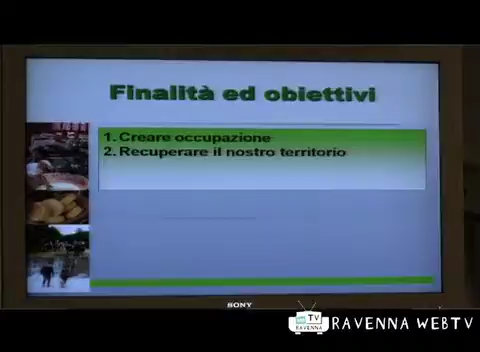 Finalità ed obiettivi
1. Creare occupazione
2. Recuperare il nostro territorio
SONY
TV
RAVENNA
RAVENNA WEBTV